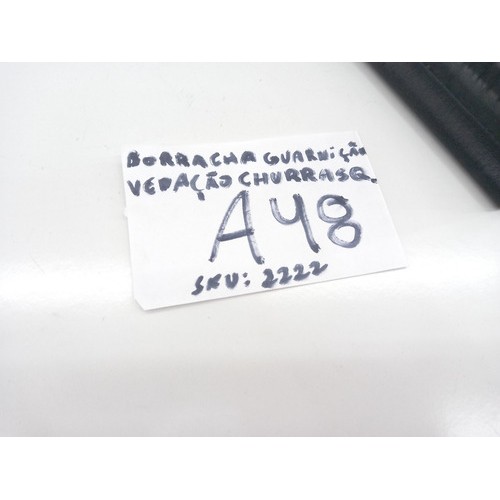 BORRACHA GUARNIÇÃO
VEDAÇÃO CHURRASQ.
A48
SKU: 2222